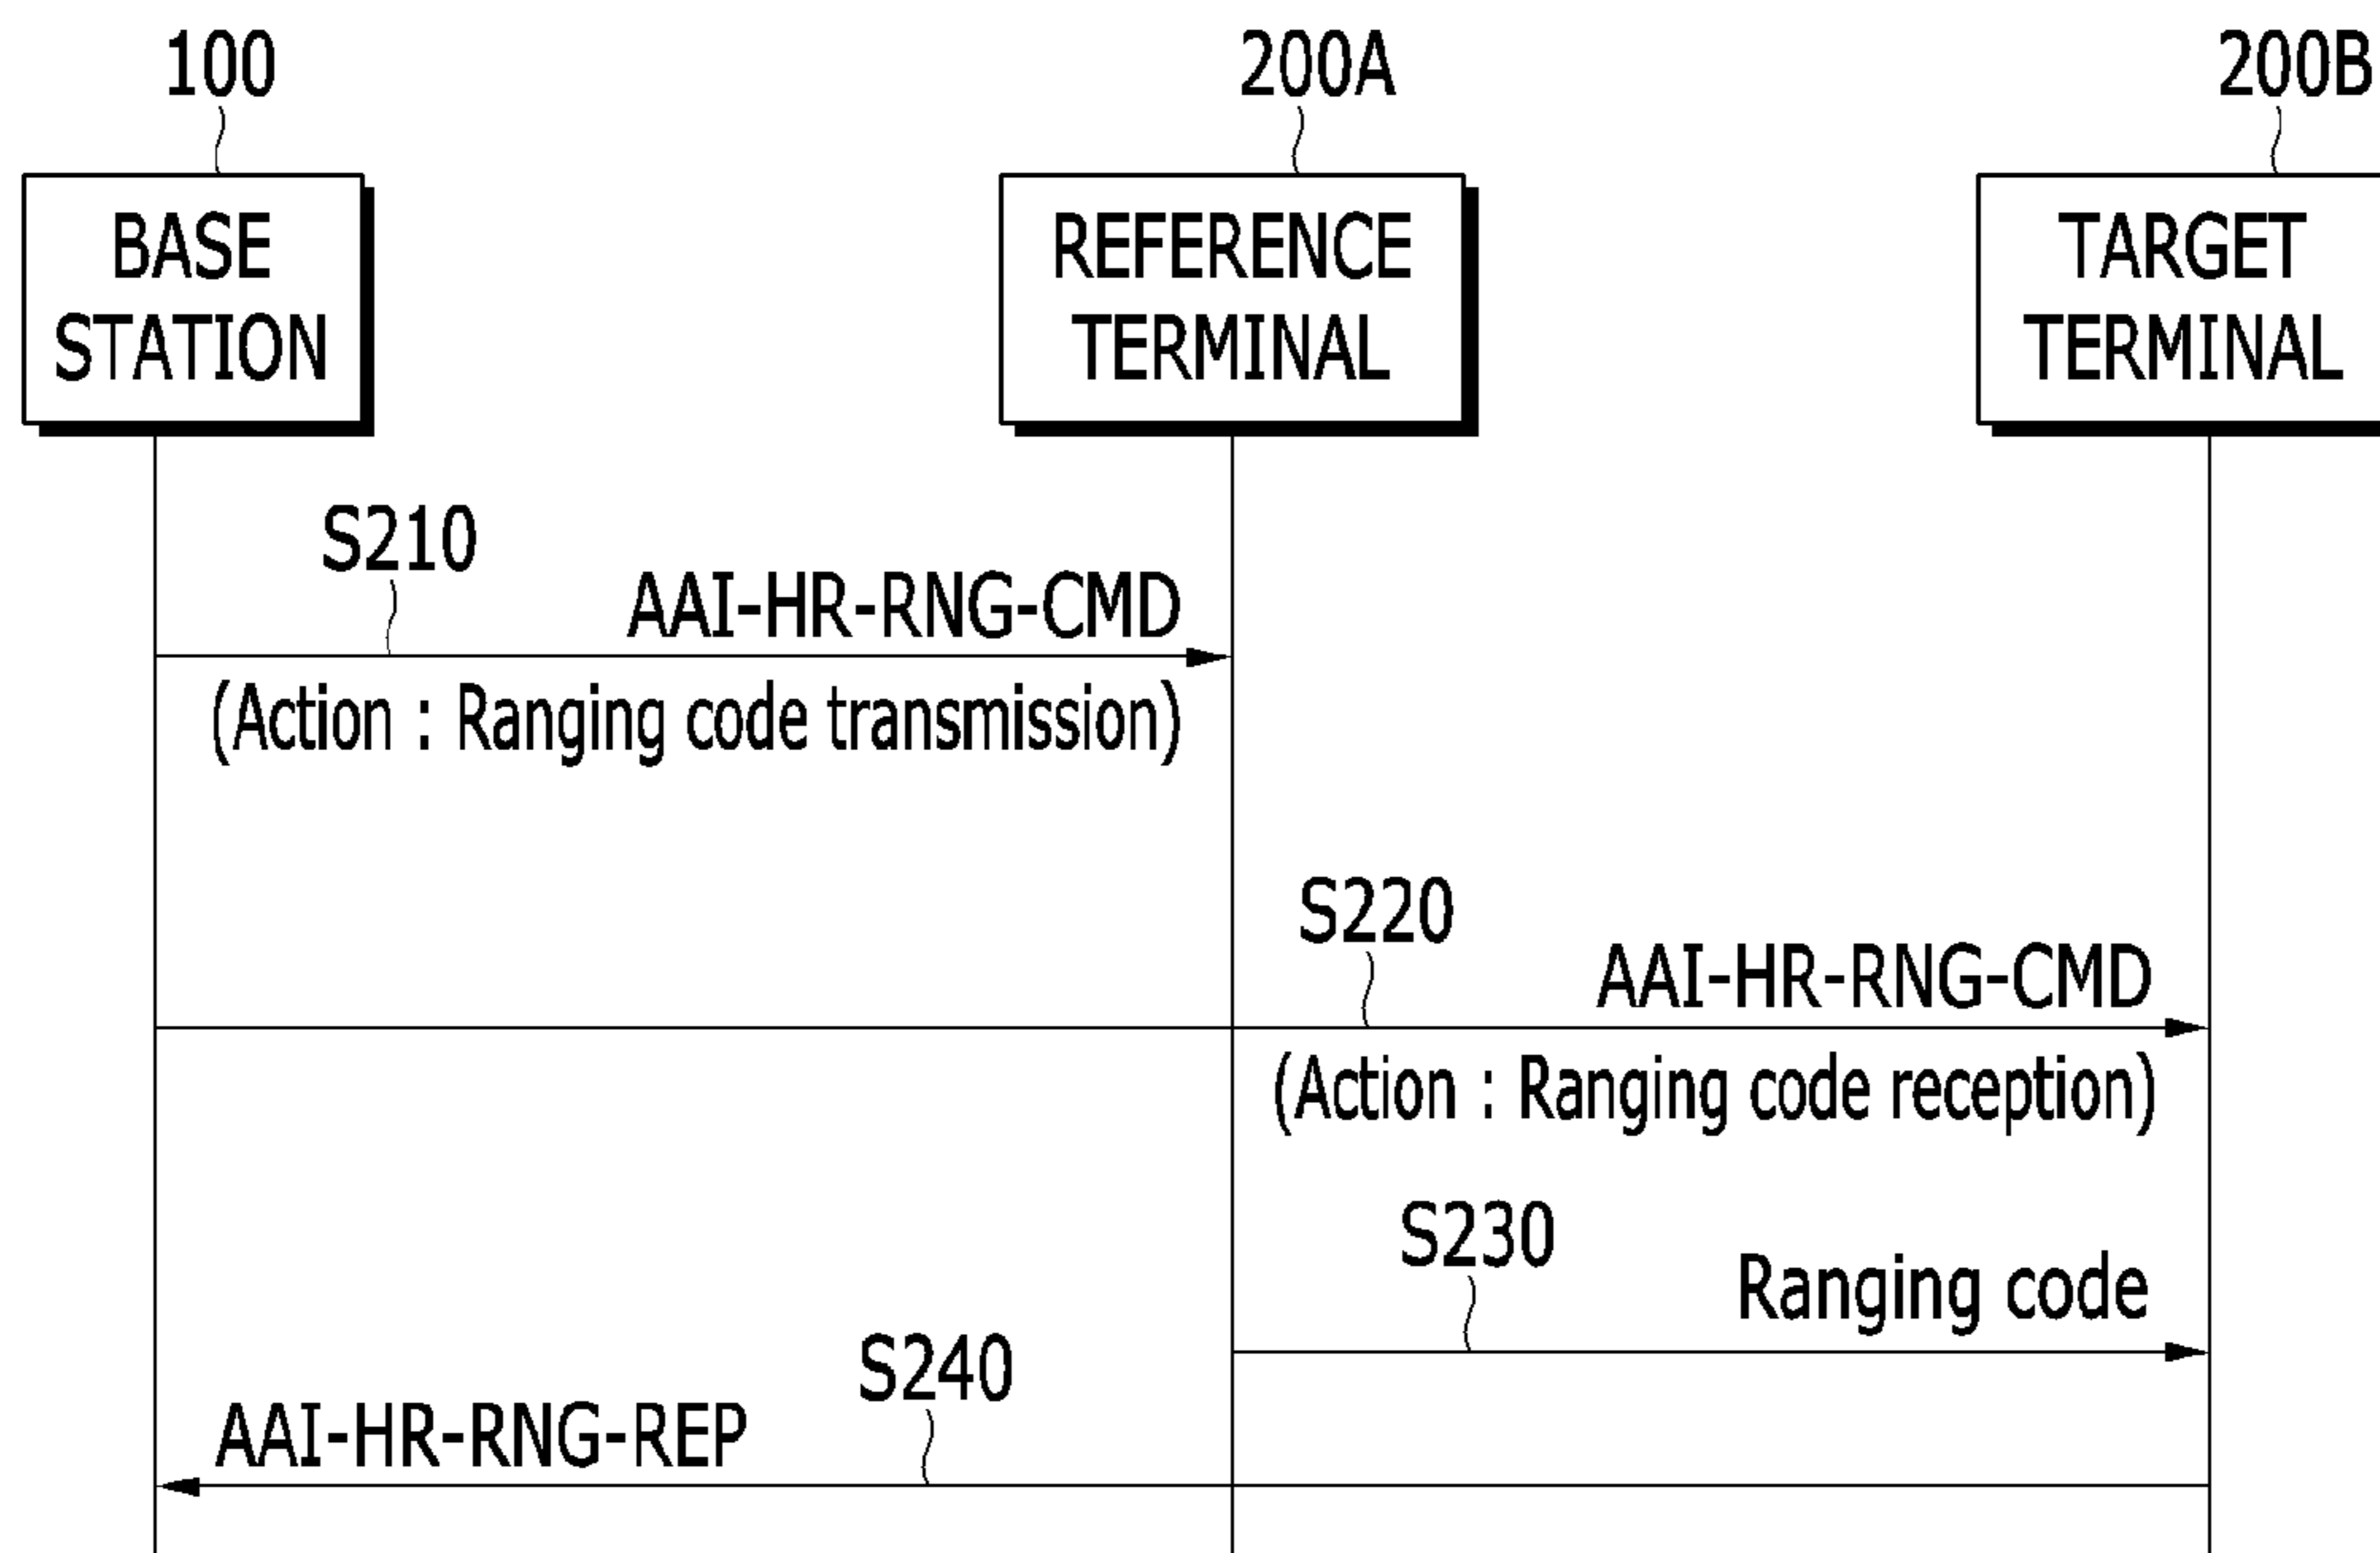 100
200A
200B
BASE
STATION
REFERENCE
TERMINAL
TARGET
TERMINAL
S210
AAI-HR-RNG-CMD
(Action : Ranging code transmission)
S220
AAI-HR-RNG-CMD
(Action : Ranging code reception)
S230
Ranging code
S240
AAI-HR-RNG-REP